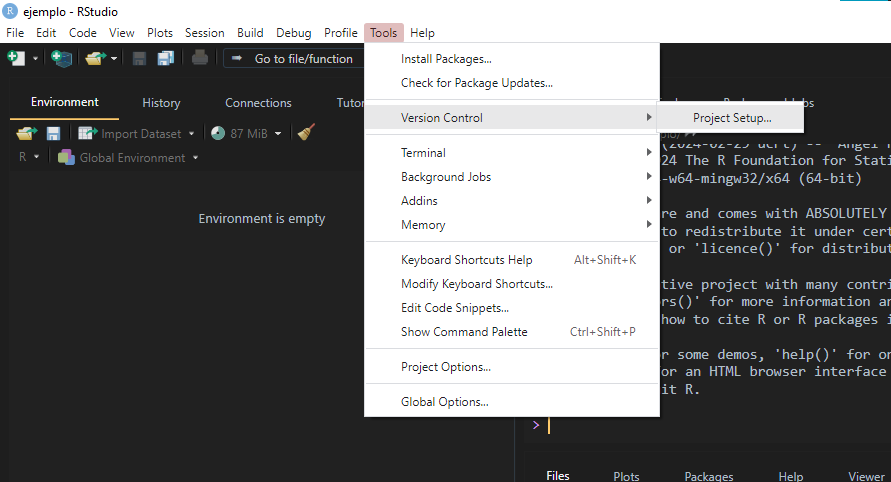 R ejemplo - RStudio
File Edit Code View Plots Session Build Debug Profile Tools Help
Go to file/function
Install Packages...
Check for Package Updates...
Version Control
Project Setup...
Terminal
Background Jobs
Addins
Memory
Keyboard Shortcuts Help Alt+Shift+K
Modify Keyboard Shortcuts...
Edit Code Snippets...
Show Command Palette Ctrl+Shift+P
Project Options...
Global Options...
Environment History Connections Tutor
Import Dataset 87 MiB
R Global Environment
Environment is empty
(2024-02-29 ucrt) -- "Angel
24 The R Foundation for Stati
-w64-mingw32/x64 (64-bit)
re and comes with ABSOLUTELY
to redistribute it under cert
or 'licence()' for distribut
tive project with many contri
ors()' for more information an
how to cite R or R packages i
or some demos, 'help()' for on
or an HTML browser interface
it R.
>
Files Plots Packages Help Viewer